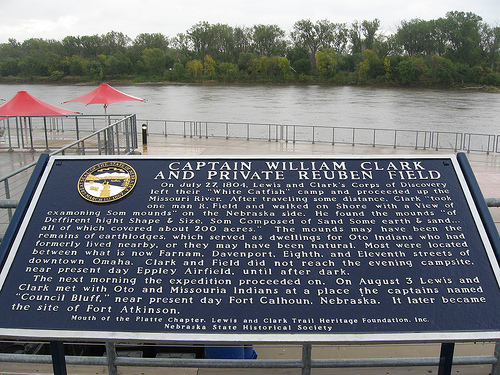 CAPTAIN WILLIAM CLARK
AND PRIVATE REUBEN FIELD
On July 27, 1804, Lewis and Clark's Corps of Discovery
left their "White Catfish" camp and proceeded up the
Missouri River. After traveling some distance, Clark "took
one man R. Field and walked on Shore with a View of
examoning Som mounds" on the Nebraska side. He found the mounds "of
Deffirent hight Shape & Size, Som Composed of Sand Some earth & sand...
all of which covered about 200 acres." The mounds may have been the
remains of earthlodges, which served as dwellings for Oto Indians who had
formerly lived nearby, or they may have been natural. Most were located
between what is now Farnam, Davenport, Eighth, and Eleventh streets of
downtown Omaha. Clark and Field did not reach the evening campsite,
near present day Eppley Airfield, until after dark.
The next morning the expedition proceeded on. On August 3 Lewis and
Clark met with Oto and Missouria Indians at a place the captains named
"Council Bluff," near present day Fort Calhoun, Nebraska. It later became
the site of Fort Atkinson.
Mouth of the Platte Chapter, Lewis and Clark Trail Heritage Foundation, Inc.
Nebraska State Historical Society